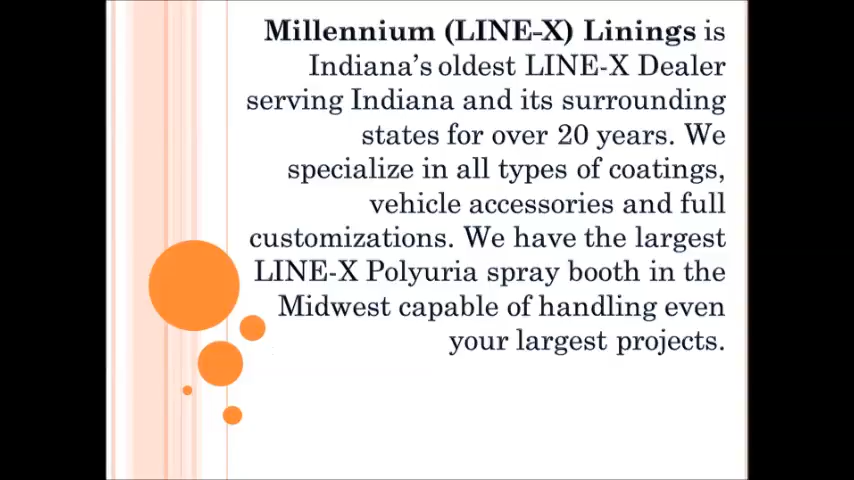 Millennium (LINE-X) Linings is
Indiana's oldest LINE-X Dealer
serving Indiana and its surrounding
states for over 20 years. We
specialize in all types of coatings,
vehicle accessories and full
customizations. We have the largest
LINE-X Polyuria spray booth in the
Midwest capable of handling even
your largest projects.